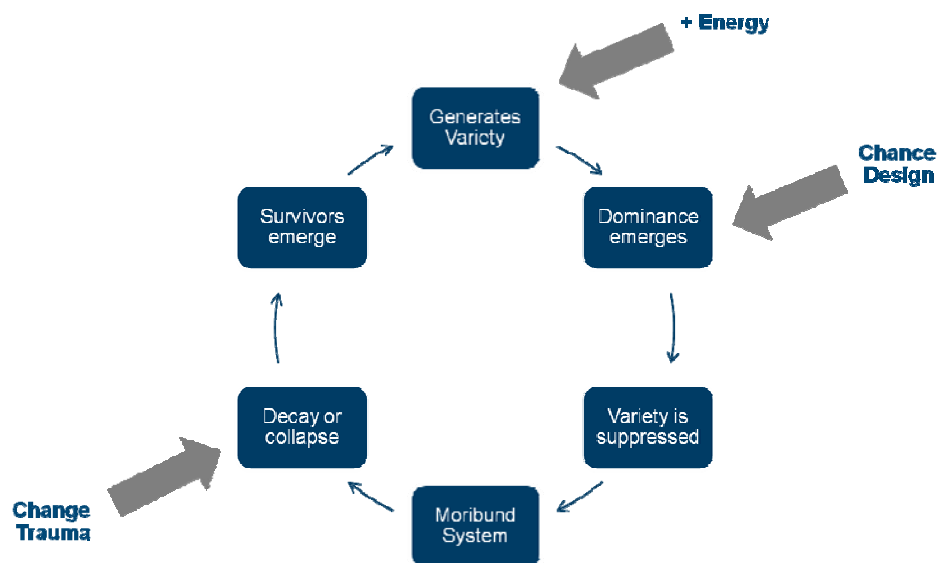 + Energy
Generates
Varicty
Chance
Design
Survivors
emerge
Dominance
emerges
Decay or
collapse
Variety is
suppressed
Change
Trauma
Moribund
System